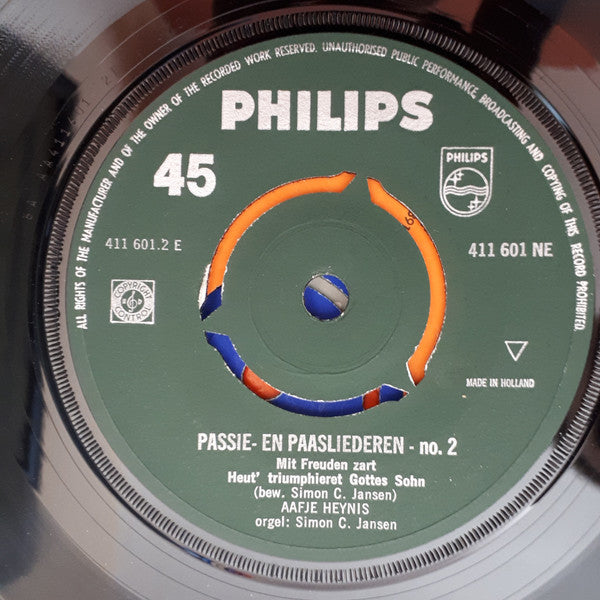 ALL RIGHTS OF THE MANUFACTURER AND OF THE OWNER OF THE RECORDED WORK RESERVED. UNAUTHORISED PUBLIC PERFORMANCE, BROADCASTING AND COPYING OF THIS RECORD PROHIBITED.
PHILIPS
45
PHILIPS
411 601.2 E
411 601 NE
COPYRIGHT
CONTROL
MADE IN HOLLAND
PASSIE- EN PAASLIEDEREN - no. 2
Mit Freuden zart
Heut' triumphieret Gottes Sohn
(bew. Simon C. Jansen)
AAFJE HEYNIS
orgel: Simon C. Jansen